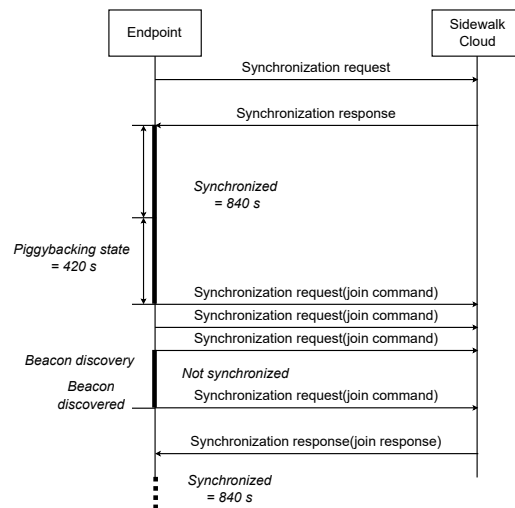 Endpoint
Sidewalk
Cloud
Synchronization request
Synchronization response
Synchronized
= 840 s
Piggybacking state
= 420 s
Synchronization request(join command)
Synchronization request(join command)
Synchronization request(join command)
Beacon discovery
Not synchronized
Beacon
discovered
Synchronization request(join command)
Synchronization response(join response)
Synchronized
= 840 s